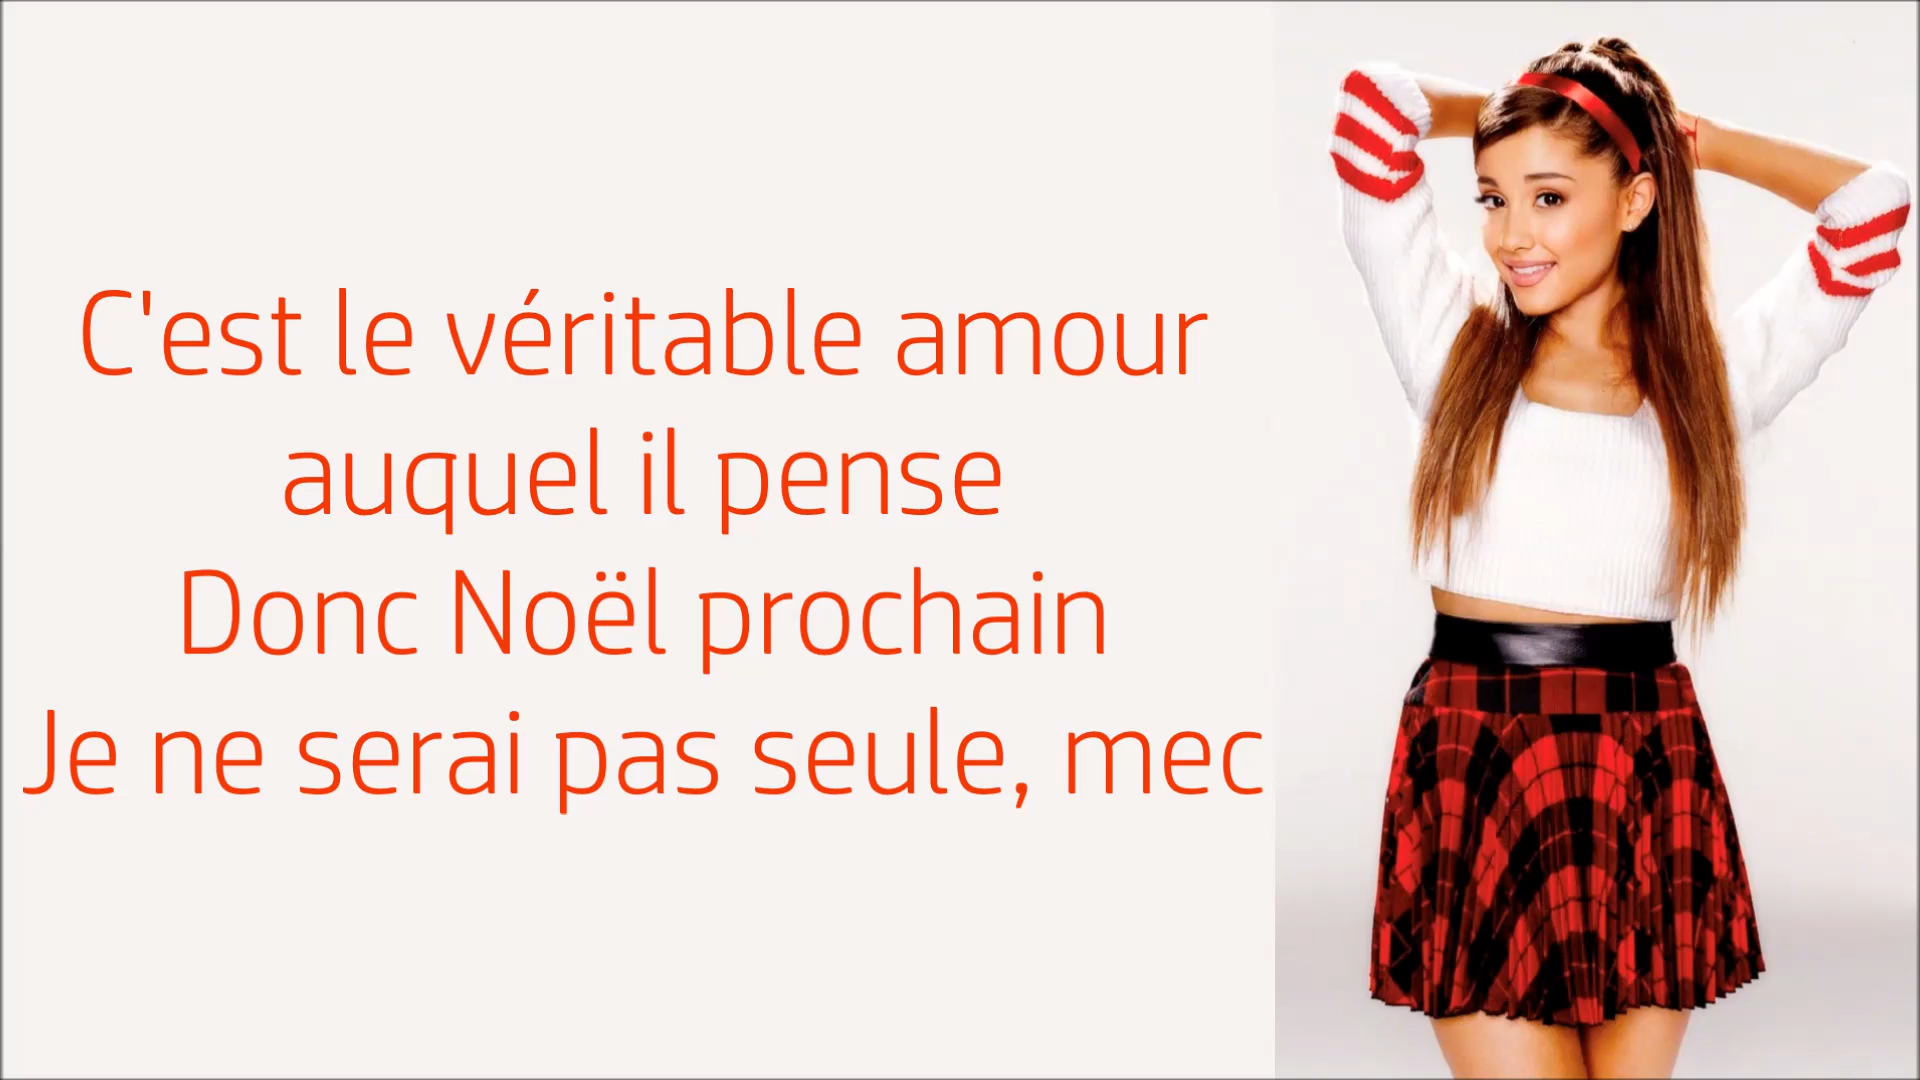 C'est le véritable amour
auquel il pense
Donc Noël prochain
Je ne serai pas seule, mec